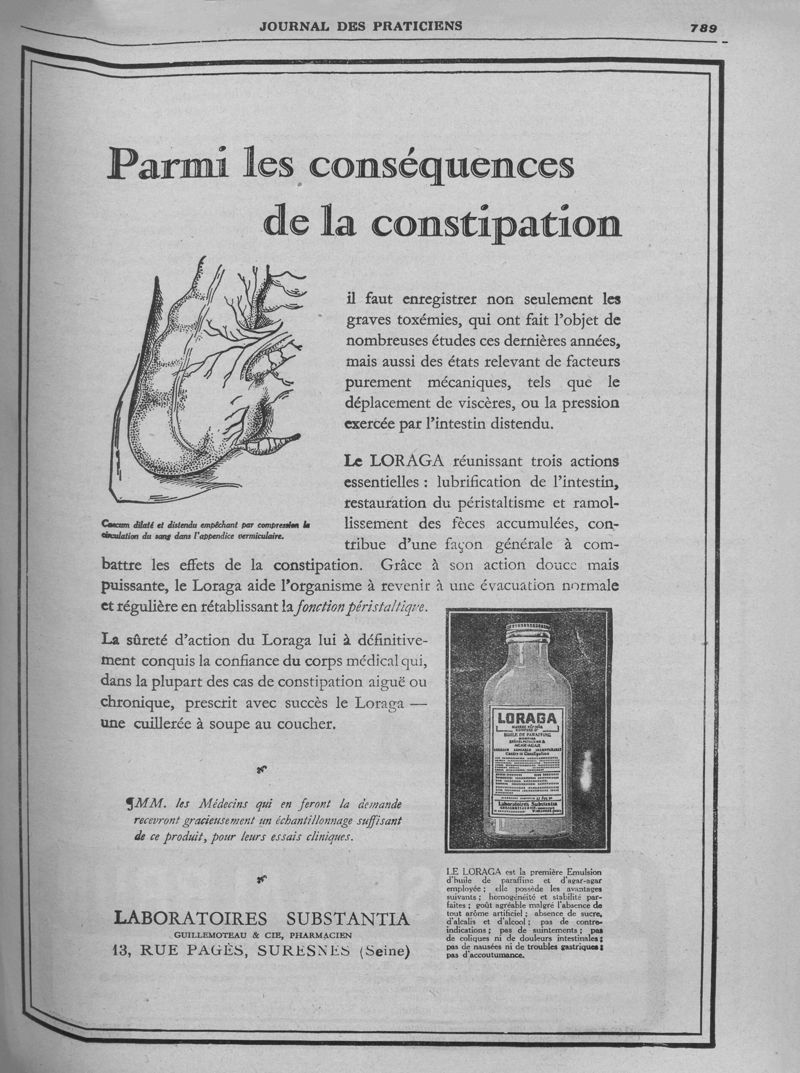 JOURNAL DES PRATICIENS
789
Parmi les conséquences
de la constipation
il faut enregistrer non seulement les
graves toxémies, qui ont fait l'objet de
nombreuses études ces dernières années,
mais aussi des états relevant de facteurs
purement mécaniques, tels que le
déplacement de viscères, ou la pression
exercée par l'intestin distendu.
Cœcum dilaté et distendu empêchant par compression la
circulation du sang dans l'appendice vermiculaire.
Le LORAGA réunissant trois actions
essentielles : lubrification de l'intestin,
restauration du péristaltisme et ramol-
lissement des fèces accumulées, con-
tribue d'une façon générale à com-
battre les effets de la constipation. Grâce à son action douce mais
puissante, le Loraga aide l'organisme à revenir à une évacuation normale
et régulière en rétablissant la fonction péristaltique.
La sûreté d'action du Loraga lui à définitive-
ment conquis la confiance du corps médical qui,
dans la plupart des cas de constipation aiguë ou
chronique, prescrit avec succès le Loraga —
une cuillerée à soupe au coucher.
¶MM. les Médecins qui en feront la demande
recevront gracieusement un échantillonnage suffisant
de ce produit, pour leurs essais cliniques.
LABORATOIRES SUBSTANTIA
GUILLEMOTEAU & CIE, PHARMACIEN
13, RUE PAGÈS, SURESNES (Seine)
LORAGA
HUILE DE PARAFFINE
AGAR-AGAR
Contre la Constipation
Laboratoires Substantia
LE LORAGA est la première Emulsion
d'huile de paraffine et d'agar-agar
employée ; elle possède les avantages
suivants ; homogénéité et stabilité par-
faites ; goût agréable malgré l'absence de
tout arôme artificiel ; absence de sucre,
d'alcalis et d'alcool ; pas de contre-
indications ; pas de suintements ; pas
de coliques ni de douleurs intestinales ;
pas de nausées ni de troubles gastriques ;
pas d'accoutumance.